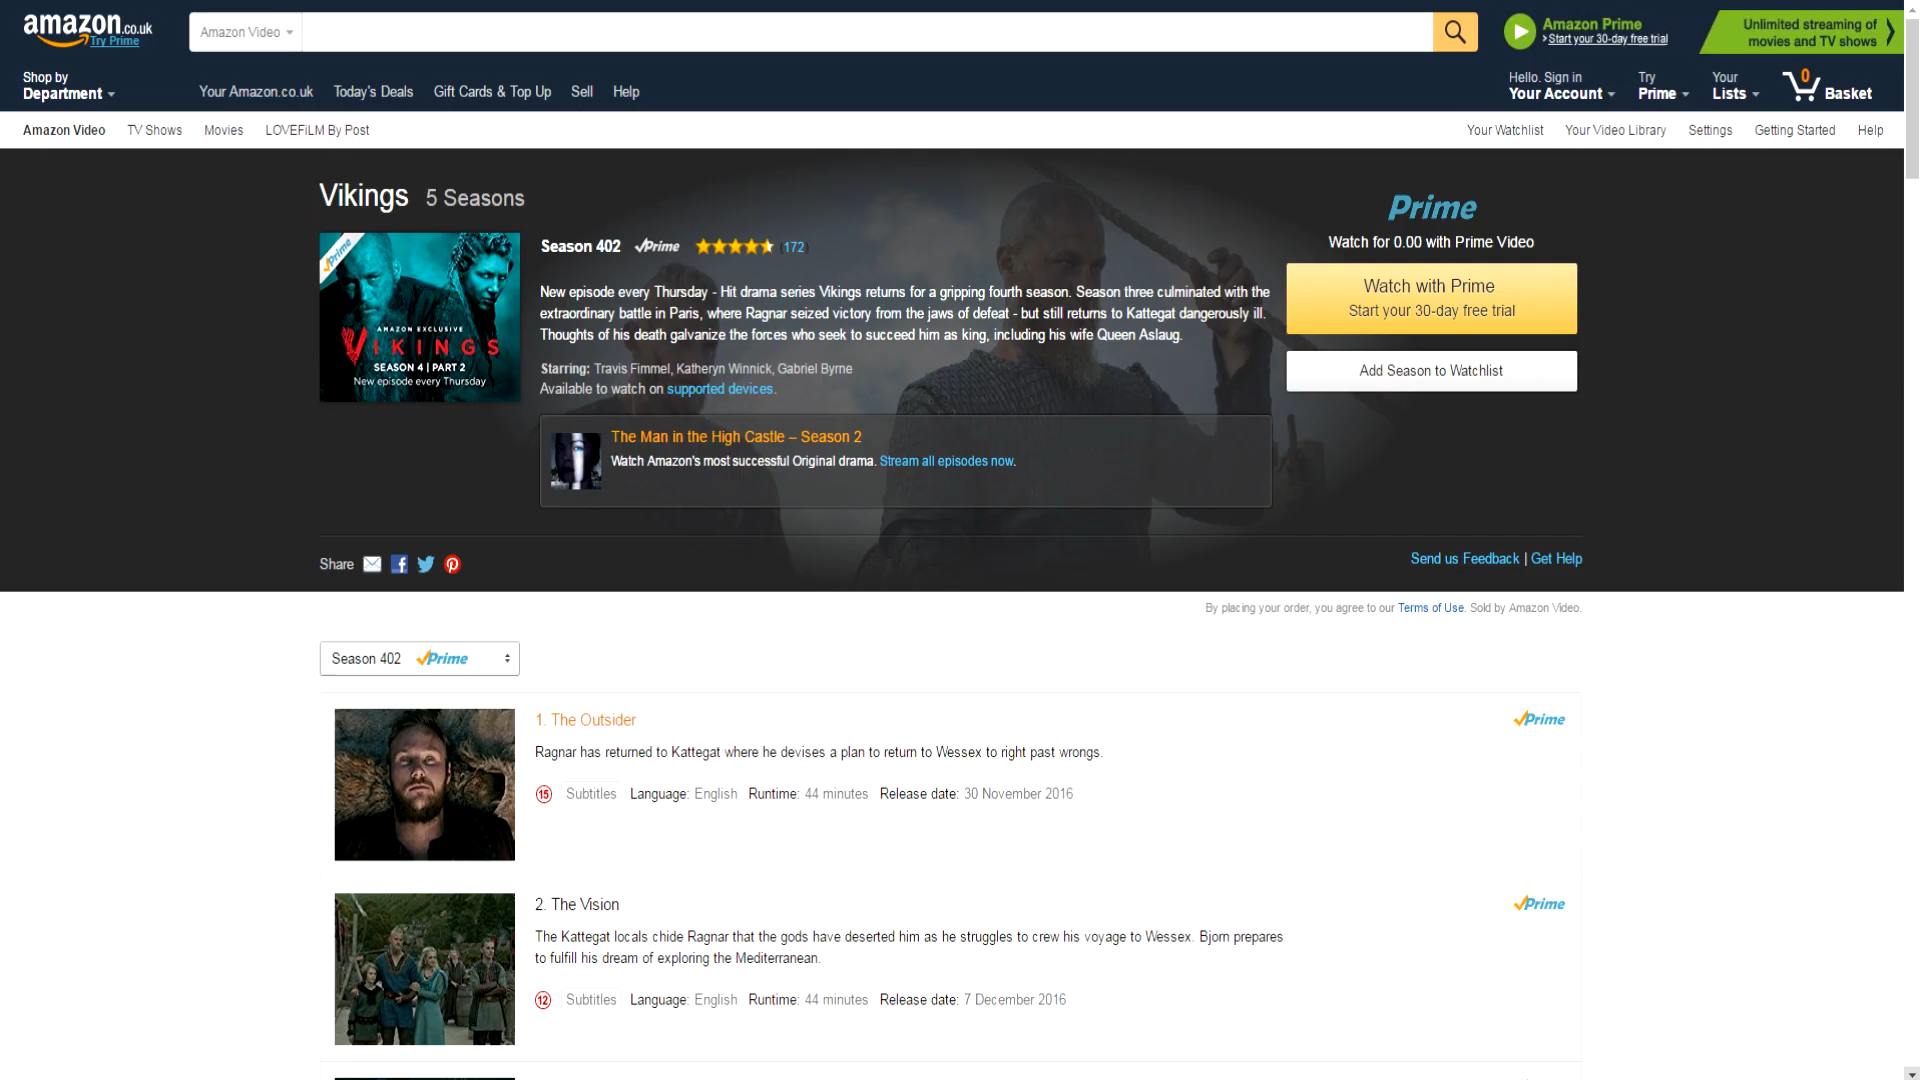 amazon.co.uk
Try Prime
Amazon Video
Amazon Prime
Start your 30-day free trial
Unlimited streaming of
movies and TV shows
Shop by
Department
Your Amazon.co.uk Today's Deals Gift Cards & Top Up Sell Help
Hello. Sign in
Your Account
Try
Prime
Your
Lists
0
Basket
Amazon Video TV Shows Movies LOVEFiLM By Post
Your Watchlist Your Video Library Settings Getting Started Help
Vikings 5 Seasons
Prime
AMAZON EXCLUSIVE
VIKINGS
SEASON 4 | PART 2
New episode every Thursday
Season 402 Prime (172)
New episode every Thursday - Hit drama series Vikings returns for a gripping fourth season. Season three culminated with the
extraordinary battle in Paris, where Ragnar seized victory from the jaws of defeat - but still returns to Kattegat dangerously ill.
Thoughts of his death galvanize the forces who seek to succeed him as king, including his wife Queen Aslaug.
Starring: Travis Fimmel, Katheryn Winnick, Gabriel Byrne
Available to watch on supported devices.
The Man in the High Castle – Season 2
Watch Amazon's most successful Original drama. Stream all episodes now.
Prime
Watch for 0.00 with Prime Video
Watch with Prime
Start your 30-day free trial
Add Season to Watchlist
Share
Send us Feedback | Get Help
By placing your order, you agree to our Terms of Use. Sold by Amazon Video.
Season 402 Prime
1. The Outsider
Prime
Ragnar has returned to Kattegat where he devises a plan to return to Wessex to right past wrongs.
15 Subtitles Language: English Runtime: 44 minutes Release date: 30 November 2016
2. The Vision
Prime
The Kattegat locals chide Ragnar that the gods have deserted him as he struggles to crew his voyage to Wessex. Bjorn prepares
to fulfill his dream of exploring the Mediterranean.
12 Subtitles Language: English Runtime: 44 minutes Release date: 7 December 2016